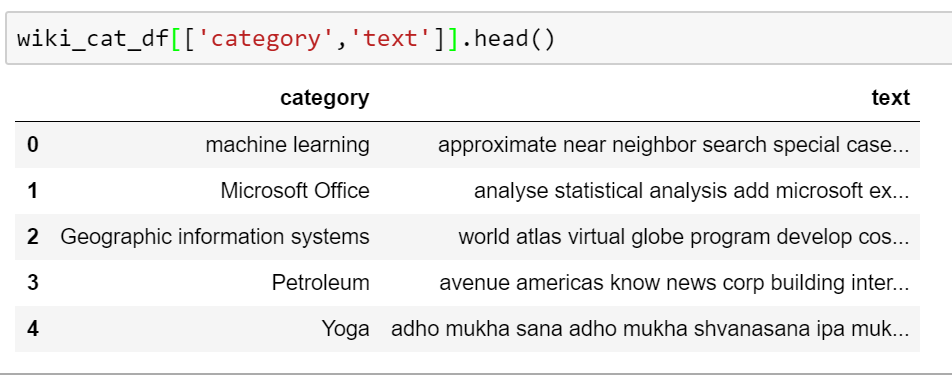 wiki_cat_df[['category','text']].head()
category text
0 machine learning approximate near neighbor search special case...
1 Microsoft Office analyse statistical analysis add microsoft ex...
2 Geographic information systems world atlas virtual globe program develop cos...
3 Petroleum avenue americas know news corp building inter...
4 Yoga adho mukha sana adho mukha shvanasana ipa muk...